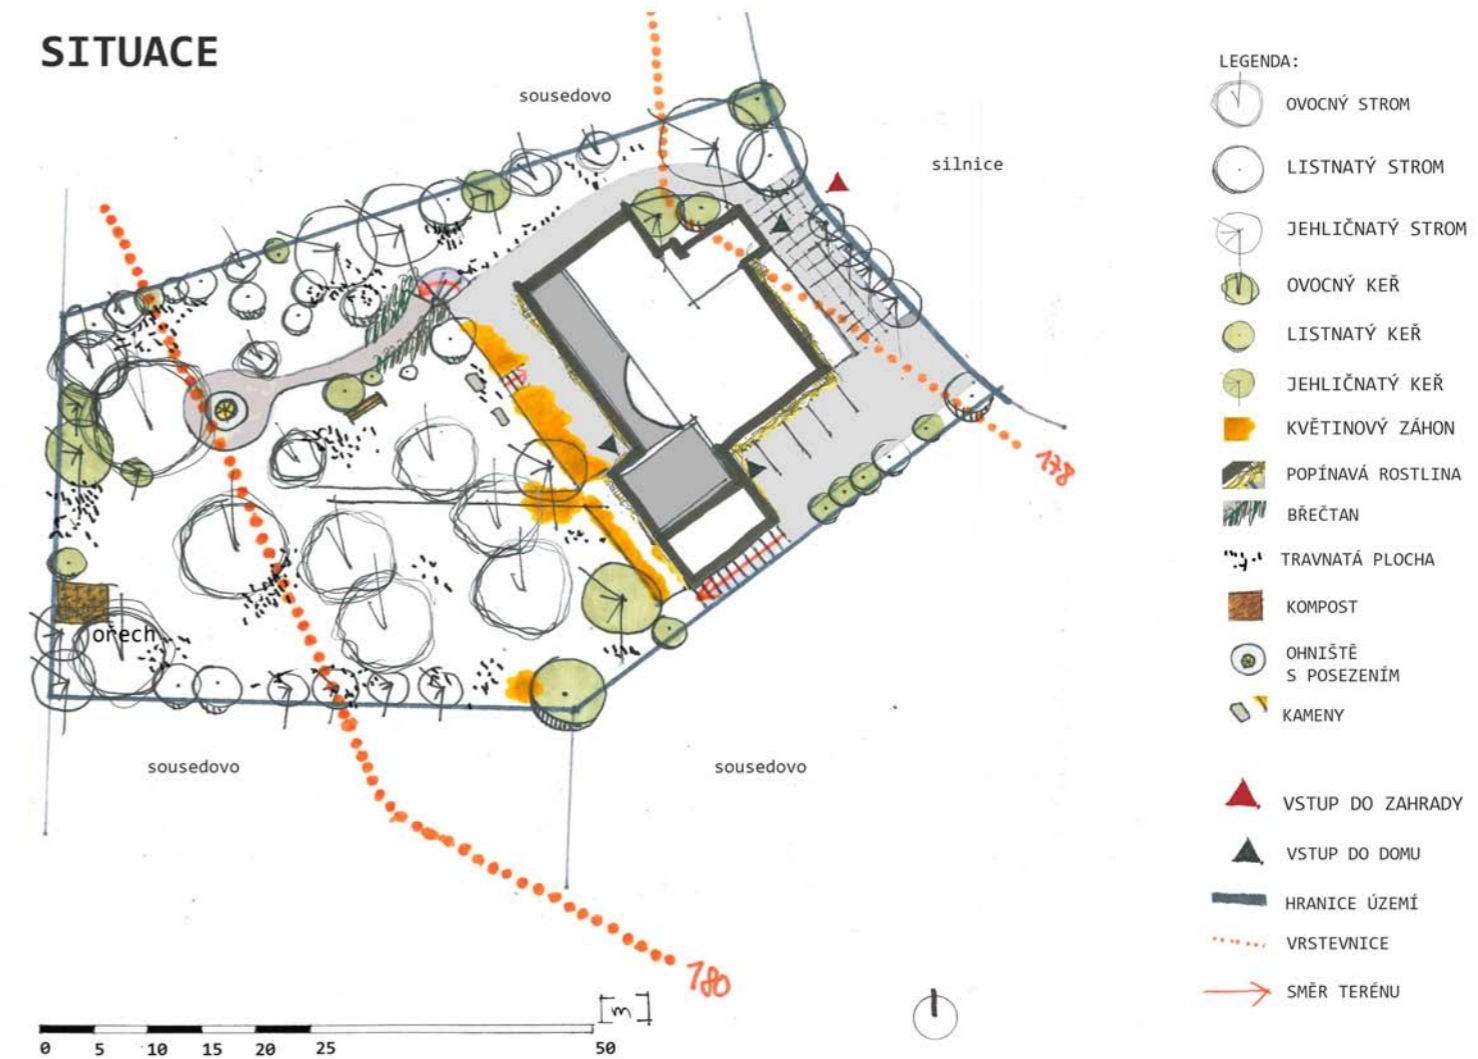 SITUACE
sousedovo
silnice
178
ořech
sousedovo
sousedovo
180
[m]
0 5 10 15 20 25 50
LEGENDA:
OVOCNÝ STROM
LISTNATÝ STROM
JEHLIČNATÝ STROM
OVOCNÝ KEŘ
LISTNATÝ KEŘ
JEHLIČNATÝ KEŘ
KVĚTINOVÝ ZÁHON
POPÍNAVÁ ROSTLINA
BŘEČTAN
TRAVNATÁ PLOCHA
KOMPOST
OHNIŠTĚ
S POSEZENÍM
KAMENY
VSTUP DO ZAHRADY
VSTUP DO DOMU
HRANICE ÚZEMÍ
VRSTEVNICE
SMĚR TERÉNU